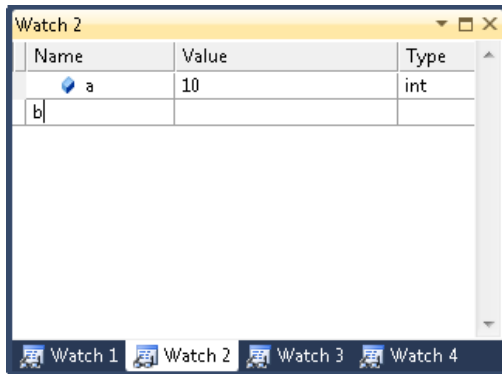 Watch 2
Name Value Type
a 10 int
b
Watch 1 Watch 2 Watch 3 Watch 4